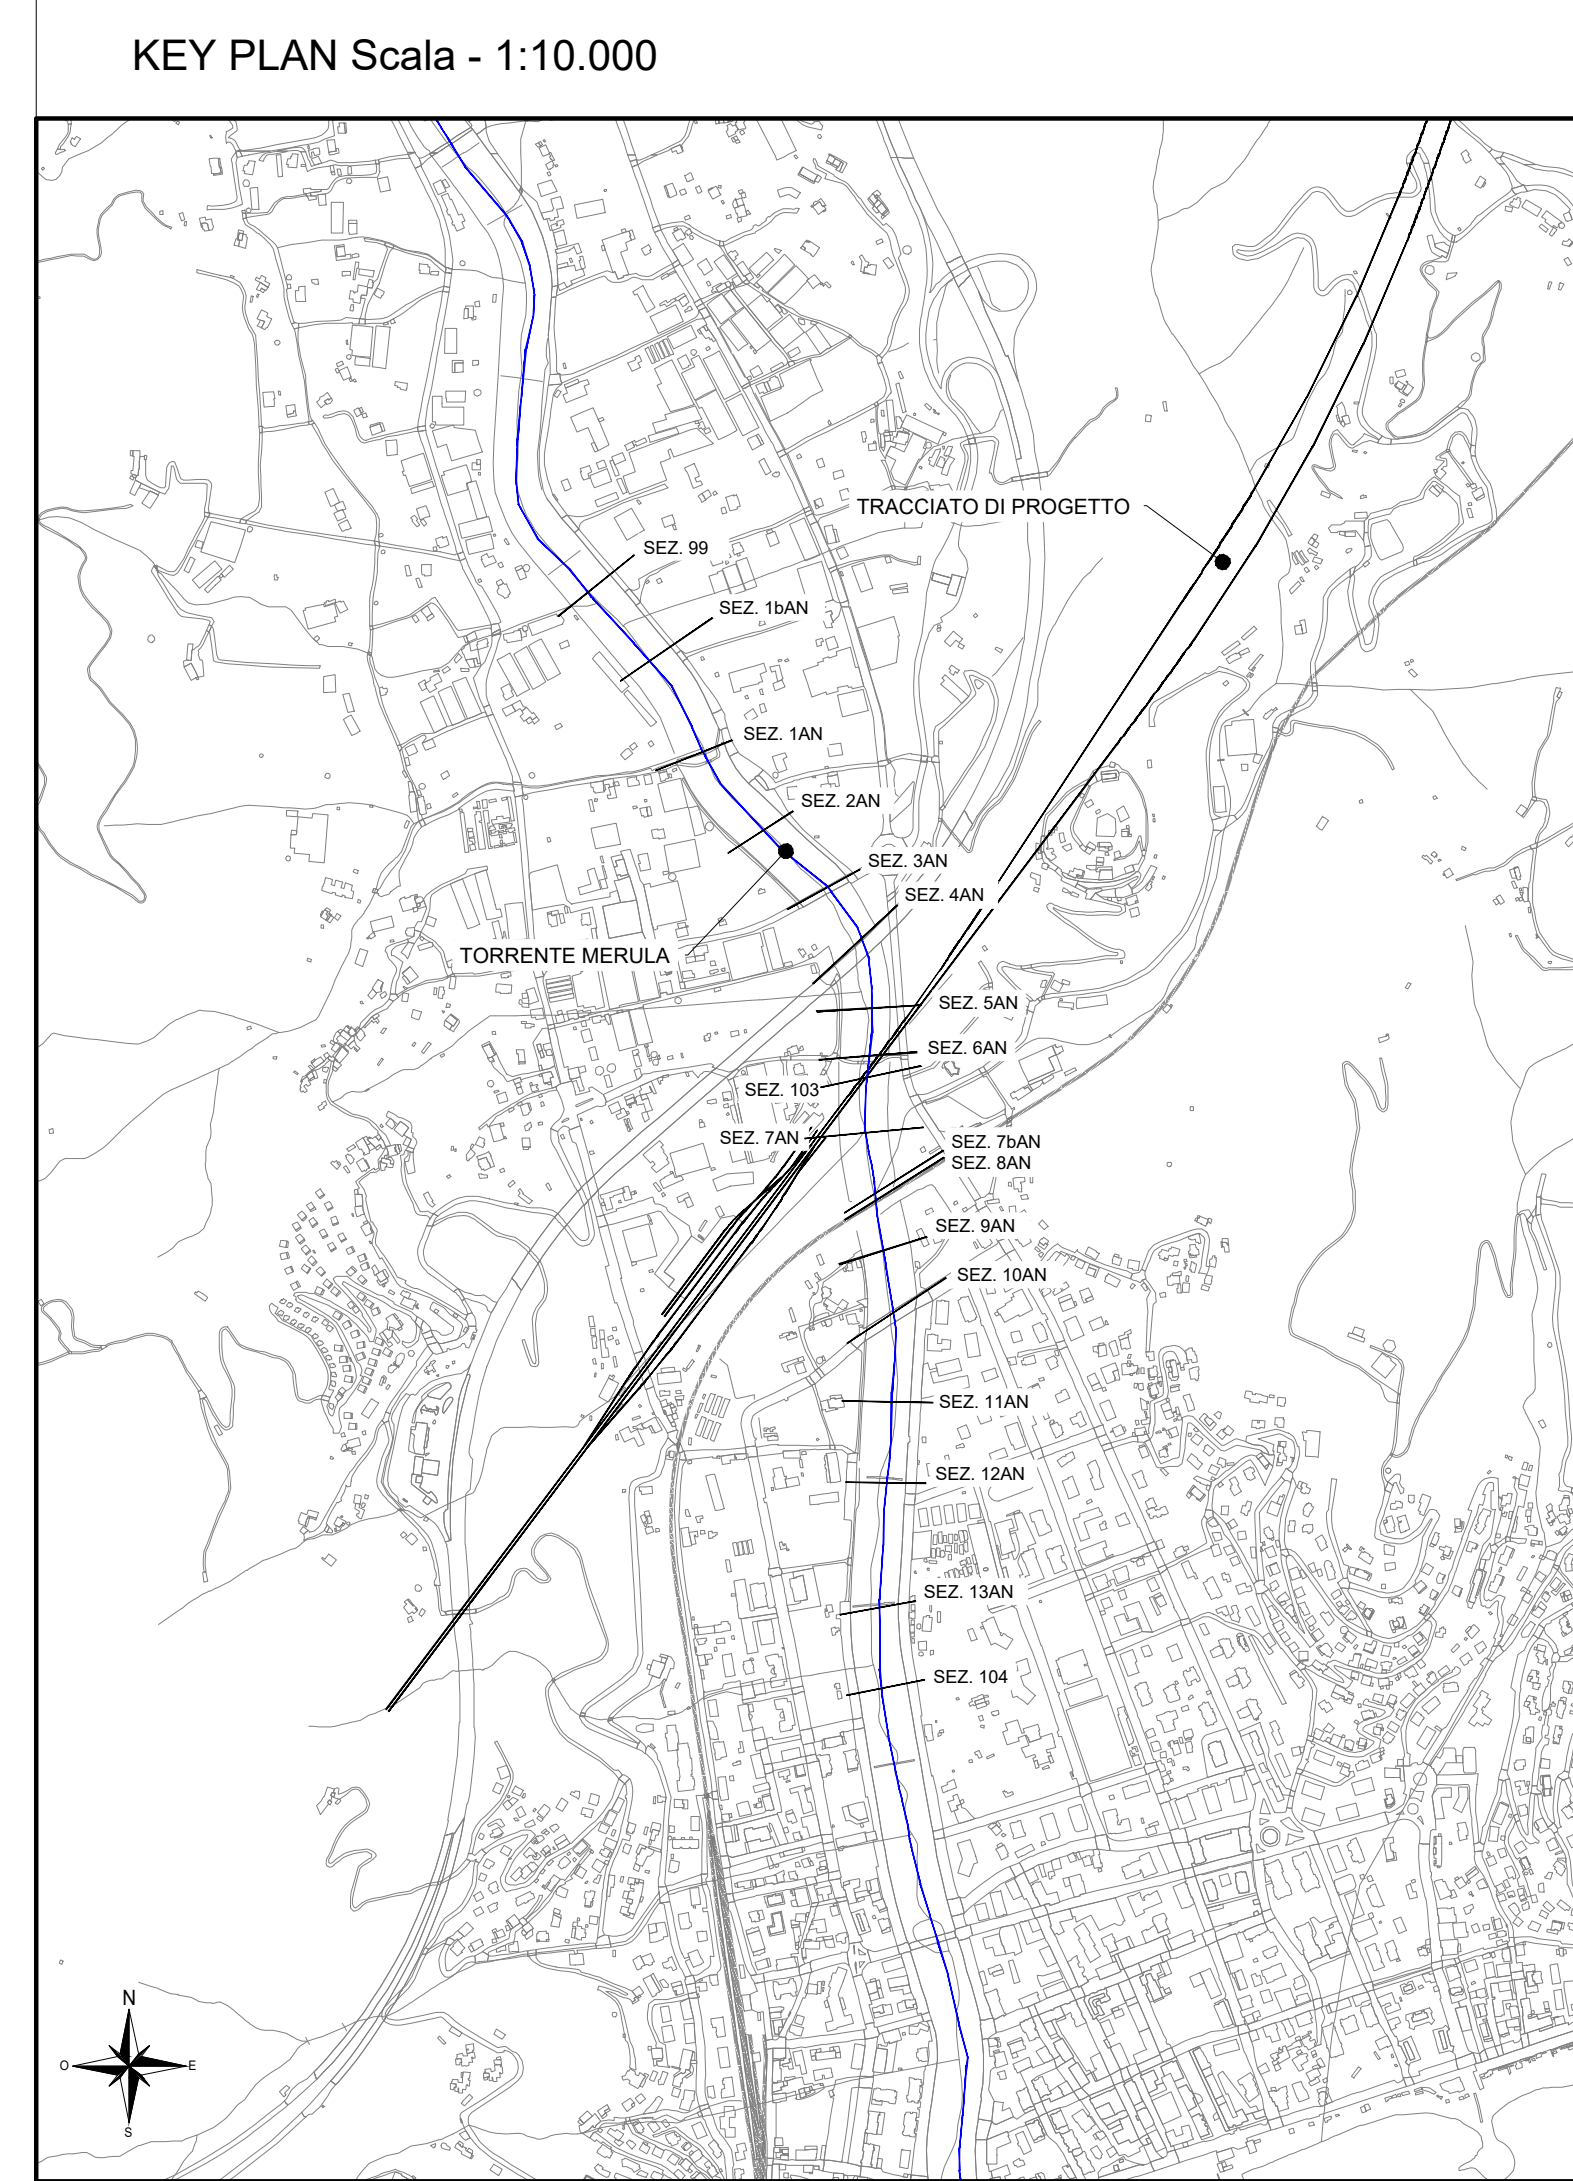 KEY PLAN Scala - 1:10.000
TRACCIATO DI PROGETTO
SEZ. 99
SEZ. 1bAN
SEZ. 1AN
SEZ. 2AN
SEZ. 3AN
SEZ. 4AN
TORRENTE MERULA
SEZ. 5AN
SEZ. 6AN
SEZ. 103
SEZ. 7AN
SEZ. 7bAN
SEZ. 8AN
SEZ. 9AN
SEZ. 10AN
SEZ. 11AN
SEZ. 12AN
SEZ. 13AN
SEZ. 104
N
O
E
S